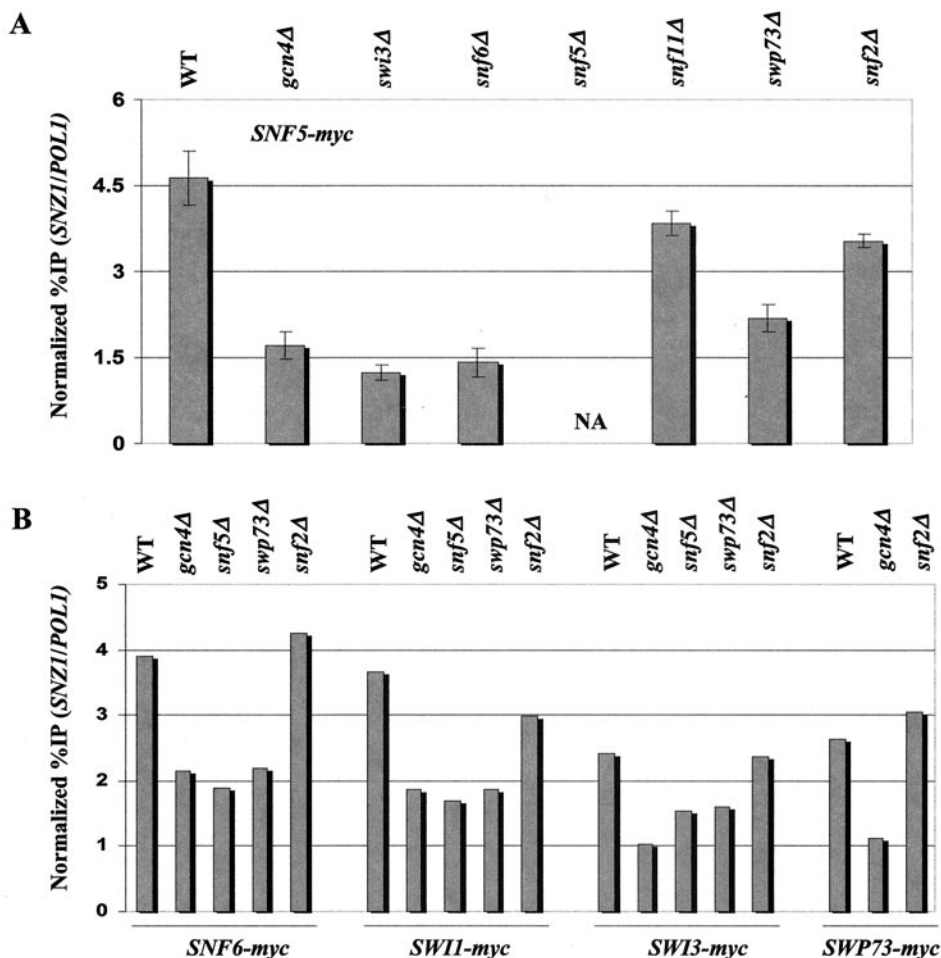 A
WT gcn4Δ swi3Δ snf6Δ snf5Δ snf11Δ swp73Δ snf2Δ
Normalized %IP (SNZ1/POL1)
6
SNF5-myc
4.5
3
1.5
NA
0
B
WT gcn4Δ snf5Δ swp73Δ snf2Δ WT gcn4Δ snf5Δ swp73Δ snf2Δ WT gcn4Δ snf5Δ swp73Δ snf2Δ WT gcn4Δ snf2Δ
Normalized %IP (SNZ1/POL1)
5
4
3
2
1
0
SNF6-myc SWI1-myc SWI3-myc SWP73-myc